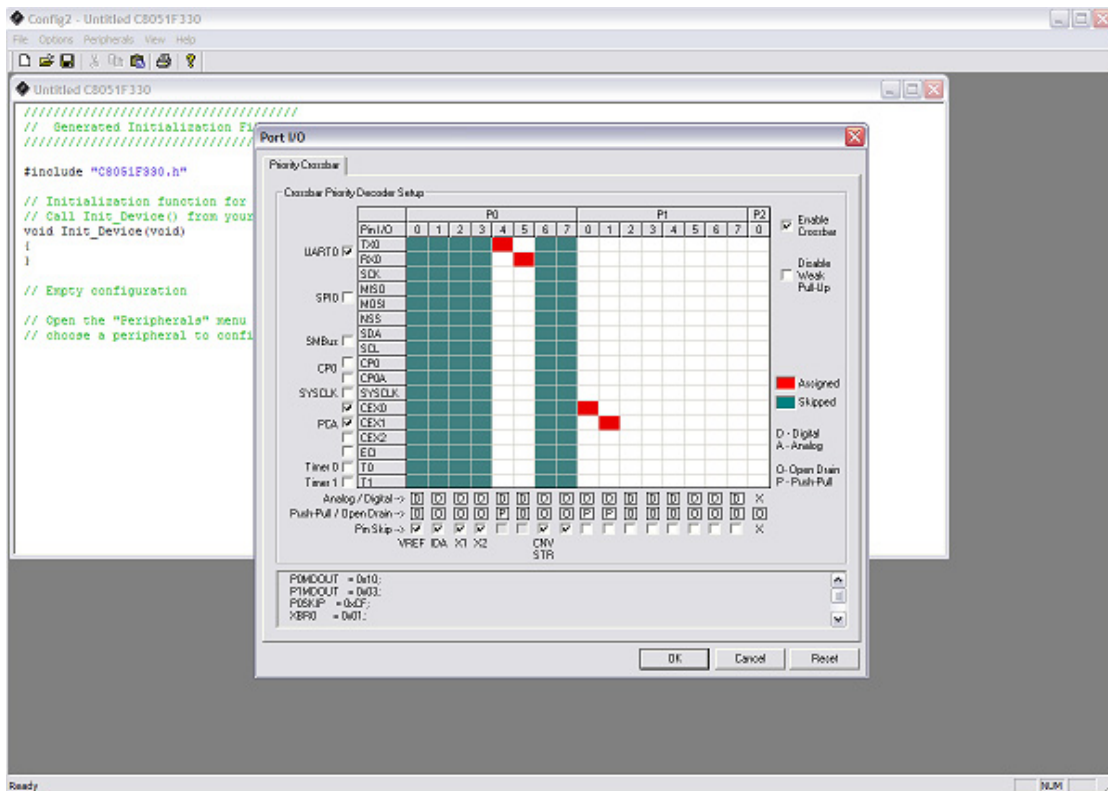 Config2 - Untitled C8051F330
File Options Peripherals View Help
Untitled C8051F330
/////////////////////////////////////
// Generated Initialization Fi
#include "C8051F330.h"
// Initialization function for
// Call Init_Device() from your
void Init_Device(void)
{
}
// Empty configuration
// Open the "Peripherals" menu
// choose a peripheral to confi
Port I/O
Priority Crossbar
Crossbar Priority Decoder Setup
P0 P1 P2
Pin I/O 0 1 2 3 4 5 6 7 0 1 2 3 4 5 6 7 0
UART0 TX0
RX0
SCK
SPI0 MISO
MOSI
NSS
SMBus SDA
SCL
CP0 CP0
CP0A
SYSCLK SYSCLK
CEX0
PCA CEX1
CEX2
ECI
Timer 0 T0
Timer 1 T1
Enable Crossbar
Disable Weak Pull-Up
Assigned
Skipped
D - Digital
A - Analog
O - Open Drain
P - Push-Pull
Analog / Digital ->
Push-Pull / Open Drain ->
Pin Skip ->
VREF IDA X1 X2 CNV STR
P0MDOUT = 0x10;
P1MDOUT = 0x03;
P0SKIP = 0xCF;
XBR0 = 0x01;
OK Cancel Reset
Ready NUM